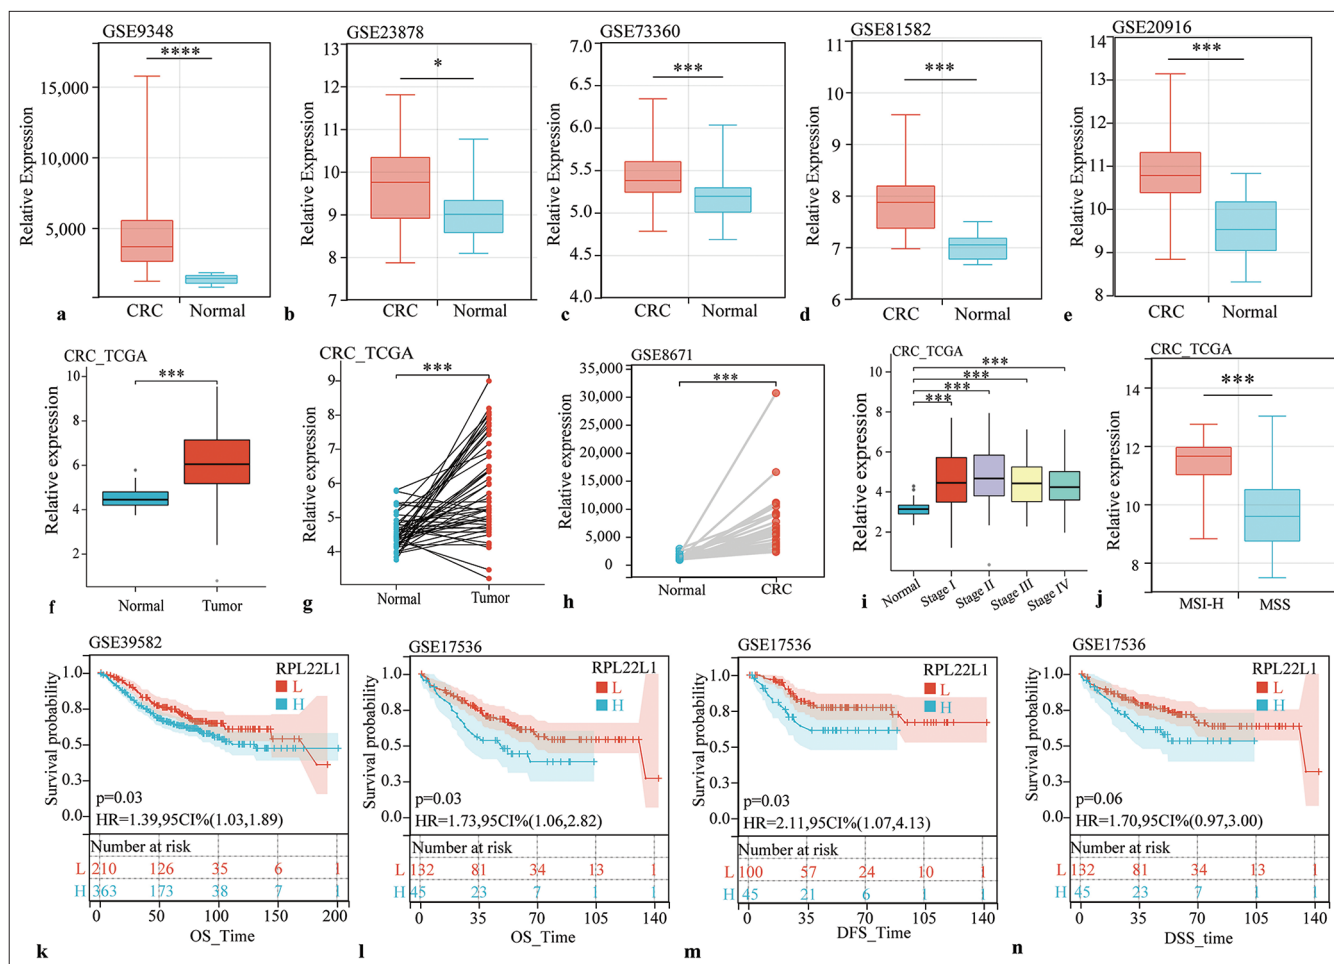 GSE9348
****
Relative Expression
15,000
10,000
5,000
CRC
Normal
a
GSE23878
*
Relative Expression
13
12
11
10
9
8
7
CRC
Normal
b
GSE73360
***
Relative Expression
7.0
6.0
5.5
5.0
4.0
CRC
Normal
c
GSE81582
***
Relative Expression
11
10
8
7
6
CRC
Normal
d
GSE20916
***
Relative Expression
14
13
14
11
10
9
8
CRC
Normal
e
CRC_TCGA
***
Relative expression
10
8
6
4
2
Normal
Tumor
f
CRC_TCGA
***
Relative expression
9
8
7
6
5
4
Normal
Tumor
g
GSE8671
***
Relative expression
35,000
30,000
25,000
20,000
15,000
10,000
5,000
0
Normal
CRC
h
CRC_TCGA
***
***
***
***
Relative expression
10
8
6
4
2
Normal
Stage I
Stage II
Stage III
Stage IV
i
CRC_TCGA
***
Relative expression
14
12
10
8
6
MSI-H
MSS
j
GSE39582
RPL22L1
L
H
Survival probability
1.0
0.8
0.5
0.3
0.0
p=0.03
HR=1.39,95CI%(1.03,1.89)
Number at risk
L 210 126 35 6 1
H 363 173 38 7 1
0 50 100 150 200
OS_Time
k
GSE17536
RPL22L1
L
H
Survival probability
1.0
0.8
0.5
0.3
0.0
p=0.03
HR=1.73,95CI%(1.06,2.82)
Number at risk
L 132 81 34 13 1
H 45 23 7 1 1
0 35 70 105 140
OS_Time
l
GSE17536
RPL22L1
L
H
Survival probability
1.0
0.8
0.5
0.3
0.0
p=0.03
HR=2.11,95CI%(1.07,4.13)
Number at risk
L 100 57 24 10 1
H 45 21 6 1 1
0 35 70 105 140
DFS_Time
m
GSE17536
RPL22L1
L
H
Survival probability
1.0
0.8
0.5
0.3
0.0
p=0.06
HR=1.70,95CI%(0.97,3.00)
Number at risk
L 132 81 34 13 1
H 45 23 7 1 1
0 35 70 105 140
DSS_time
n